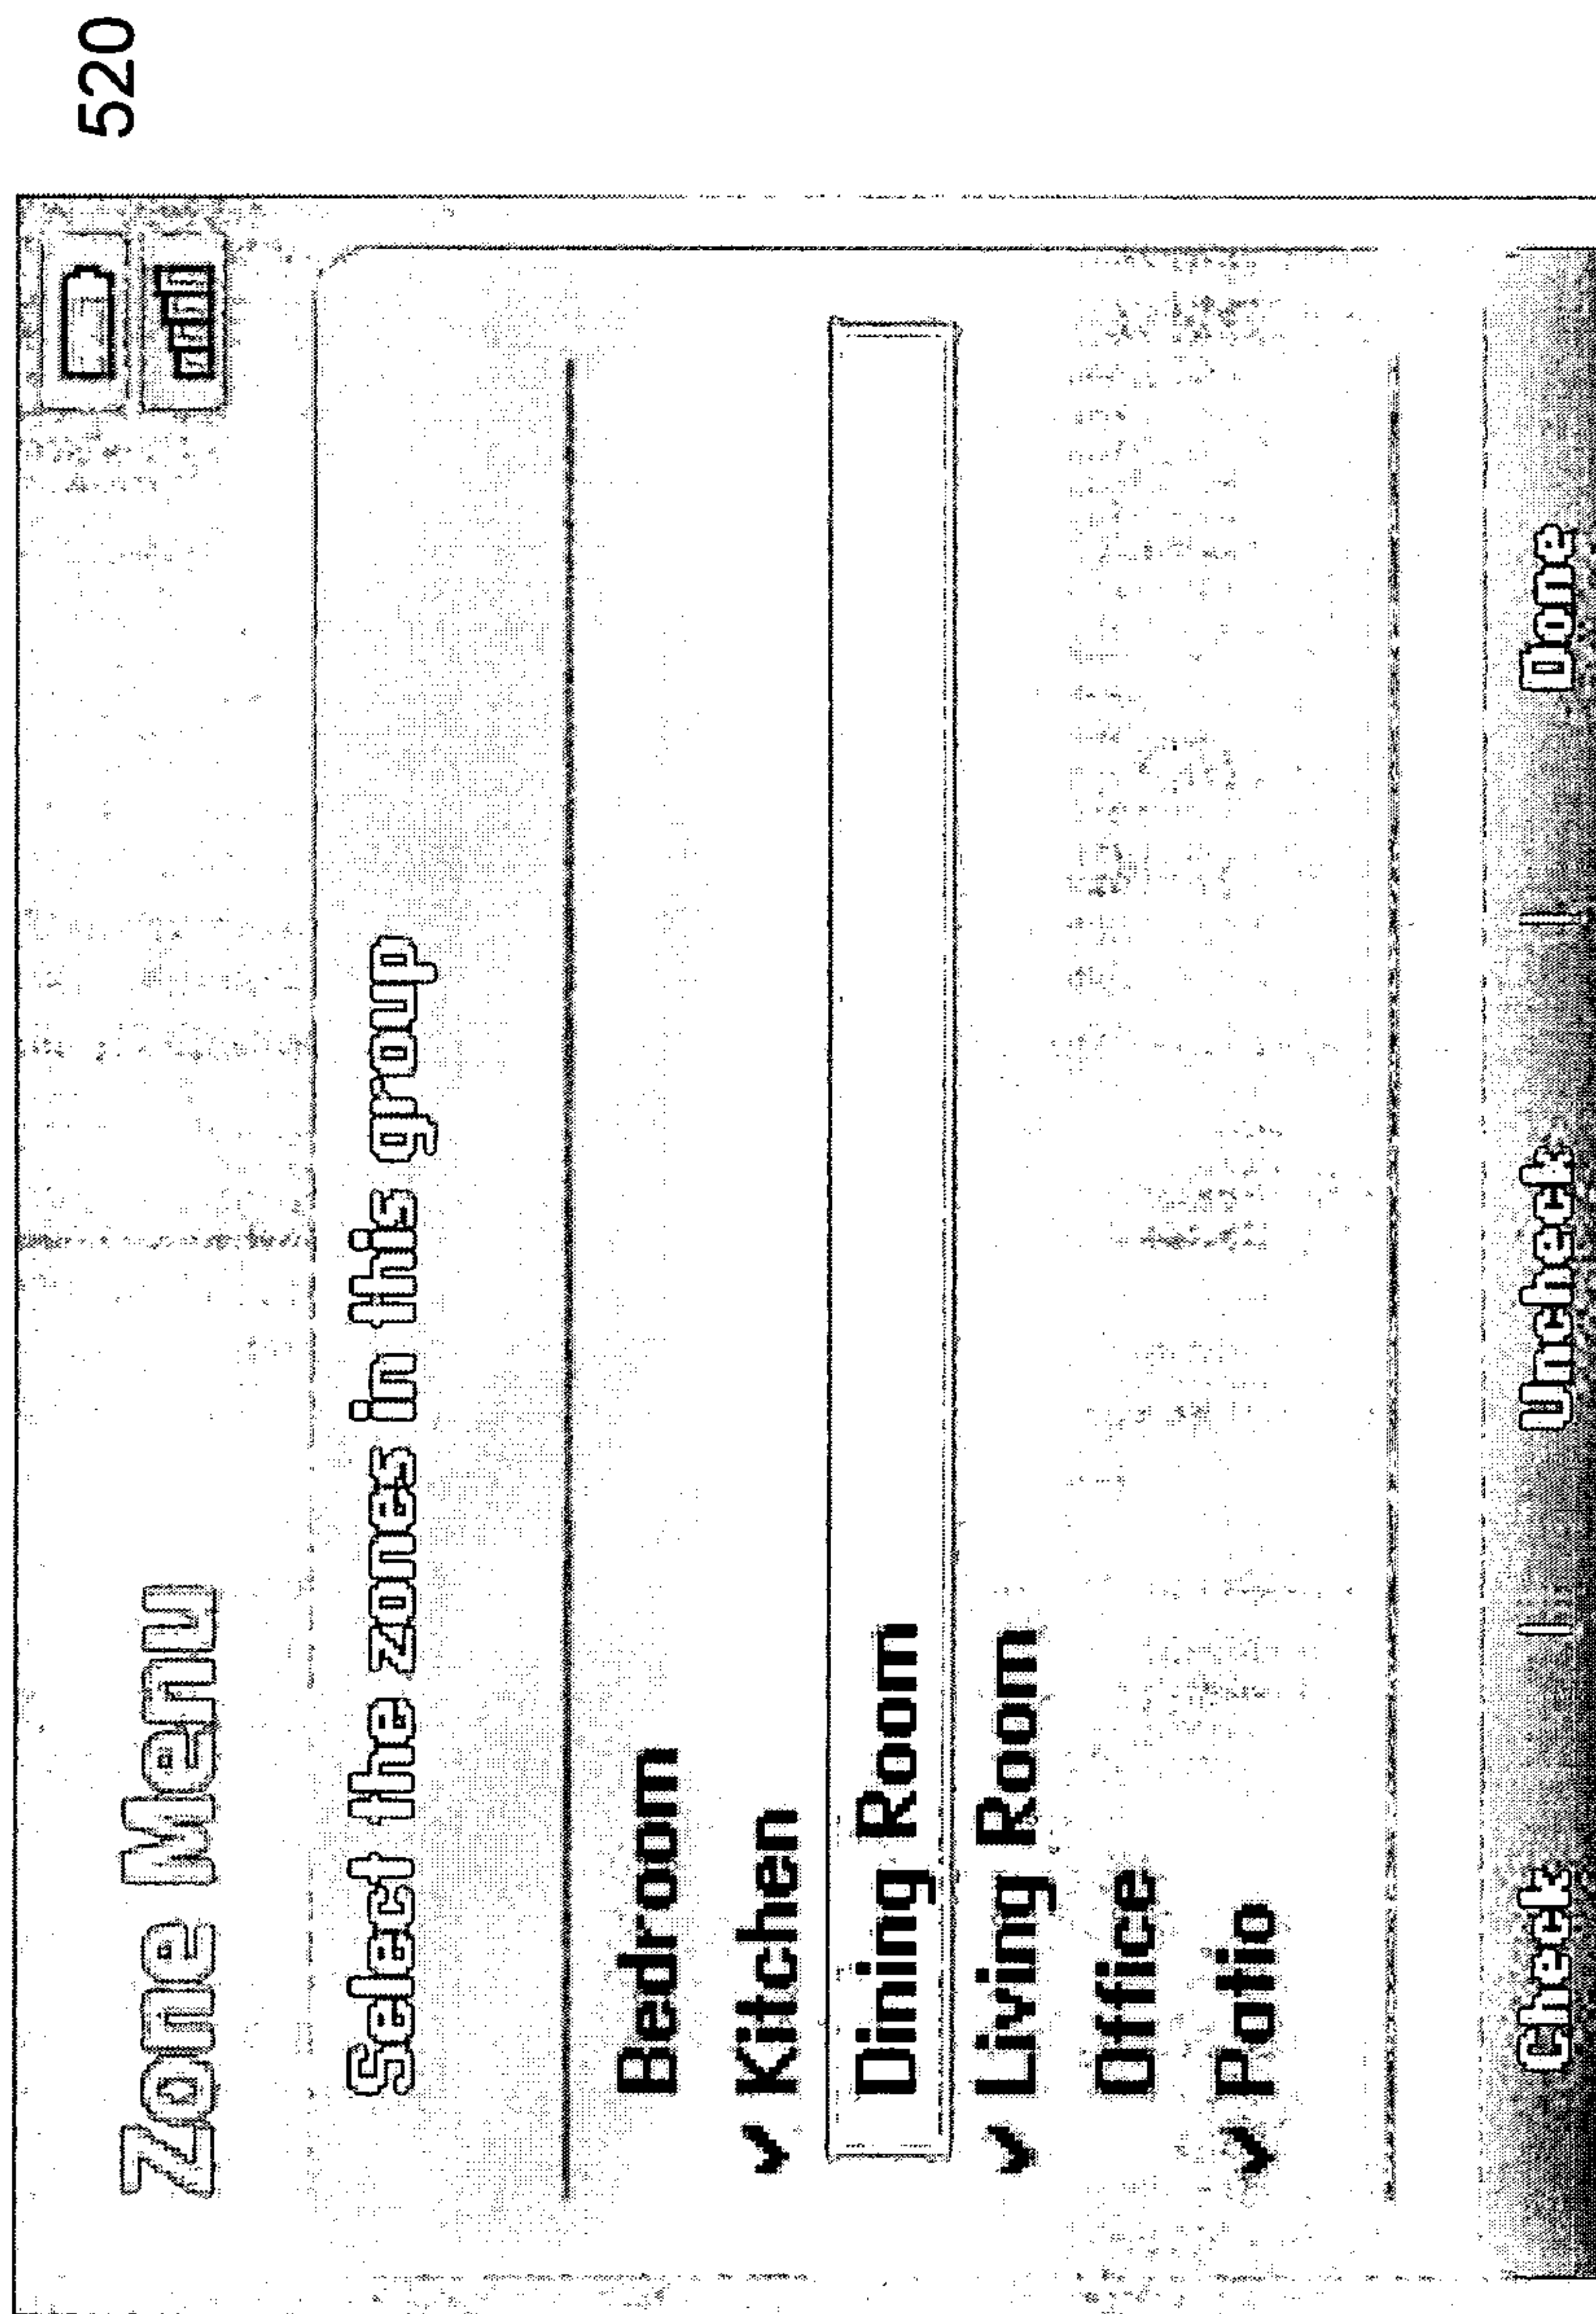 520
Zone Menu
Select the zones in this group
Bedroom
✓ Kitchen
Dining Room
✓ Living Room
Office
✓ Patio
Check | Uncheck | Done